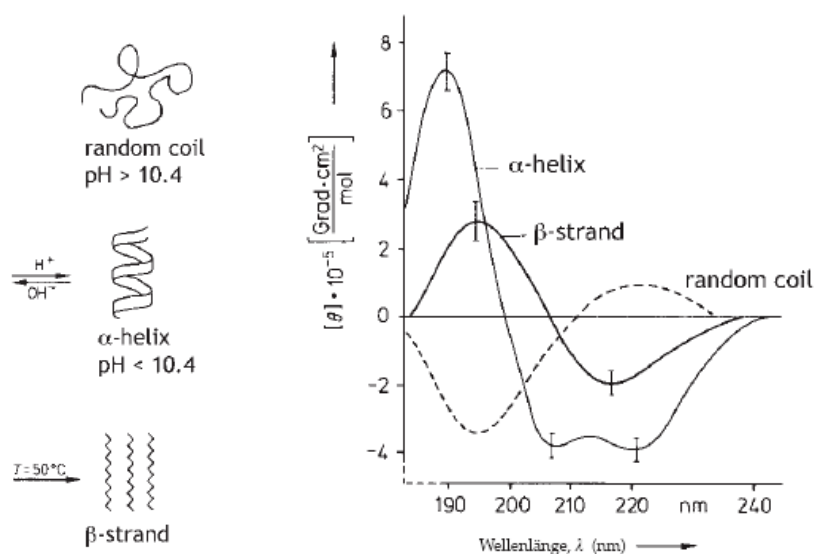 random coil
pH > 10.4
H⁺
OH⁻
α-helix
pH < 10.4
T = 50 °C
β-strand
[θ] · 10⁻⁵ [Grad·cm²/mol]
8
6
4
2
0
-2
-4
α-helix
β-strand
random coil
190 200 210 220 nm 240
Wellenlänge, λ (nm)